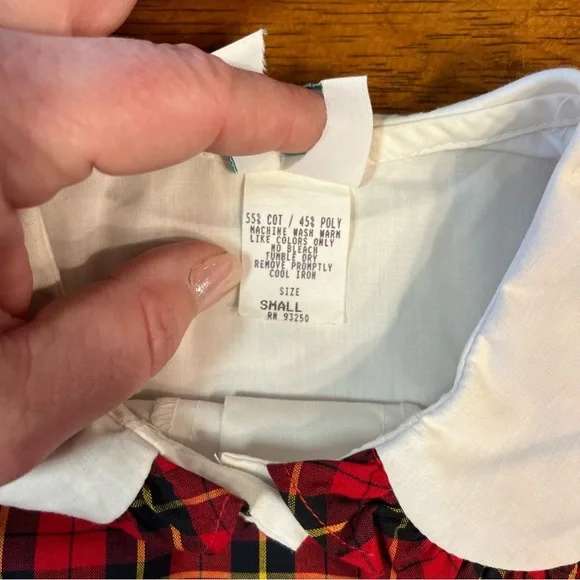 55% COT / 45% POLY
MACHINE WASH WARM
LIKE COLORS ONLY
NO BLEACH
TUMBLE DRY
REMOVE PROMPTLY
COOL IRON
SIZE
SMALL
RN 93250